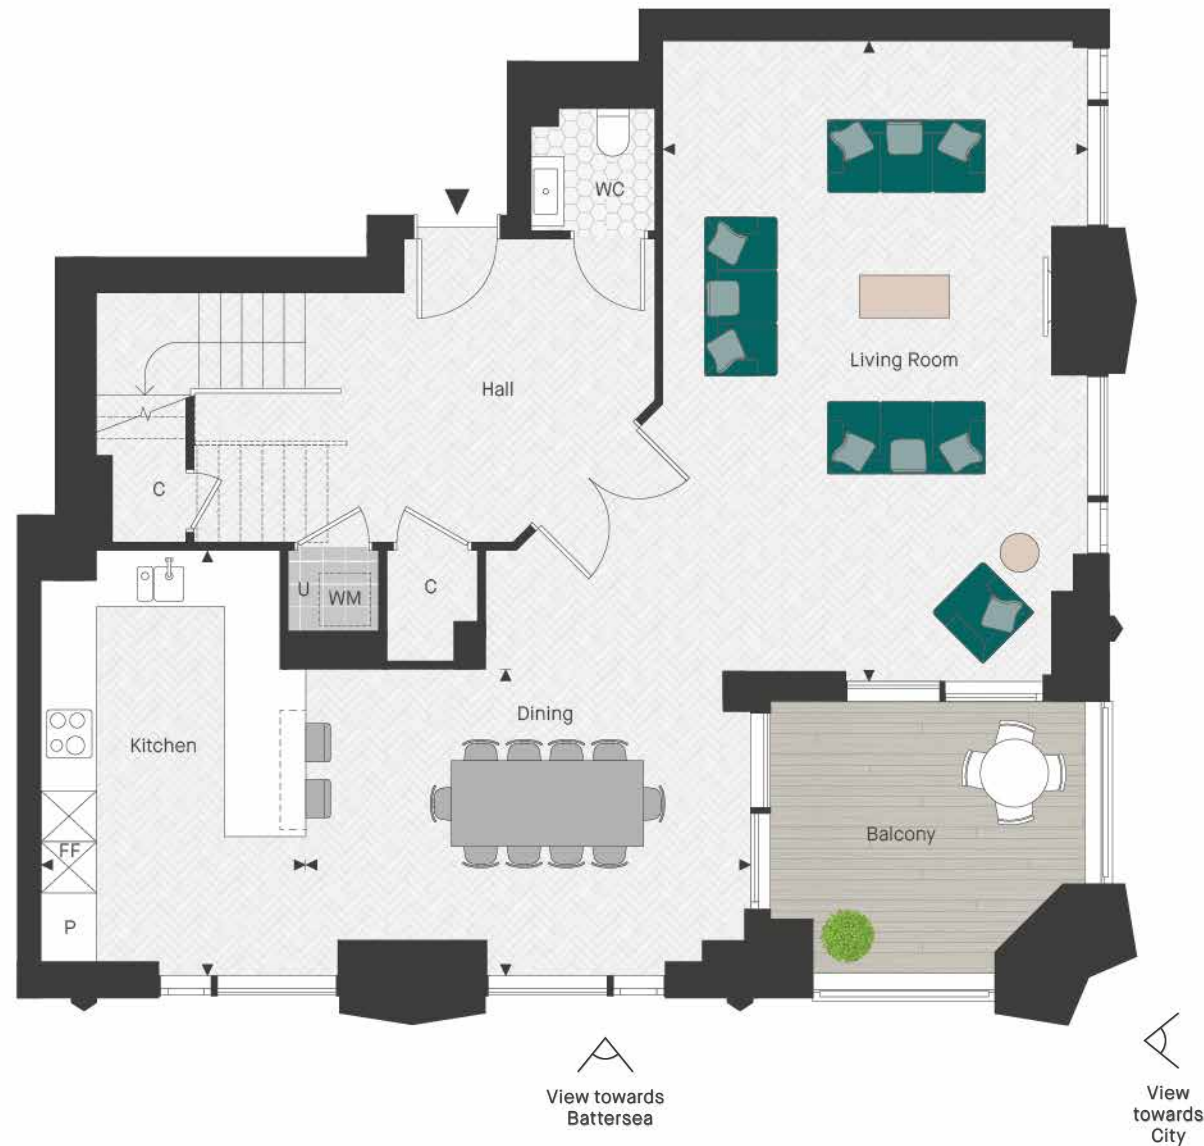 WC
Living Room
Hall
C
U
WM
C
Dining
Kitchen
Balcony
FF
P
View towards
Battersea
View
towards
City